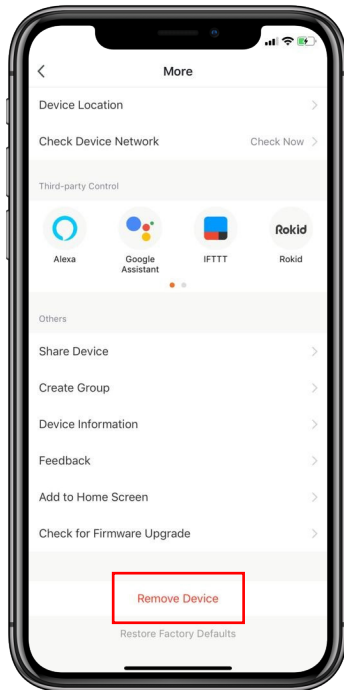 More
Device Location
Check Device Network Check Now
Third-party Control
Alexa
Google
Assistant
IFTTT
Rokid
Rokid
Others
Share Device
Create Group
Device Information
Feedback
Add to Home Screen
Check for Firmware Upgrade
Remove Device
Restore Factory Defaults